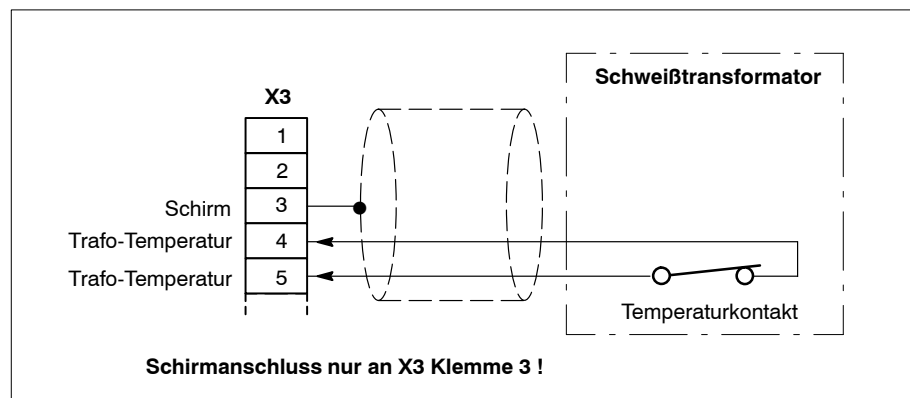 Schweißtransformator
X3
1
2
Schirm 3
Trafo-Temperatur 4
Trafo-Temperatur 5
Temperaturkontakt
Schirmanschluss nur an X3 Klemme 3 !